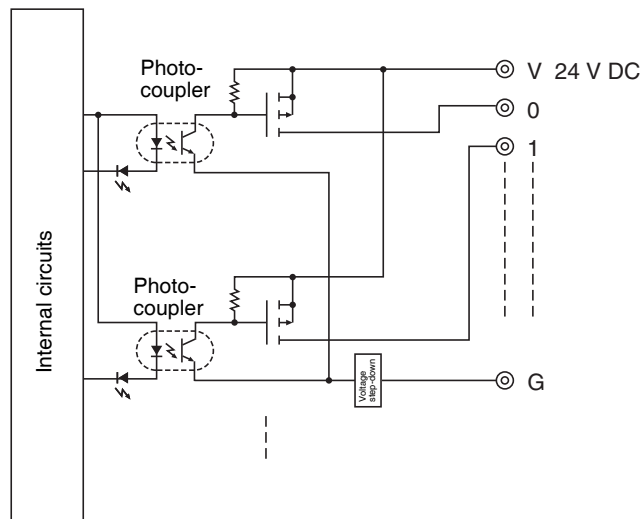 Photo-
coupler
V 24 V DC
0
1
Internal circuits
Photo-
coupler
Voltage
step-down
G